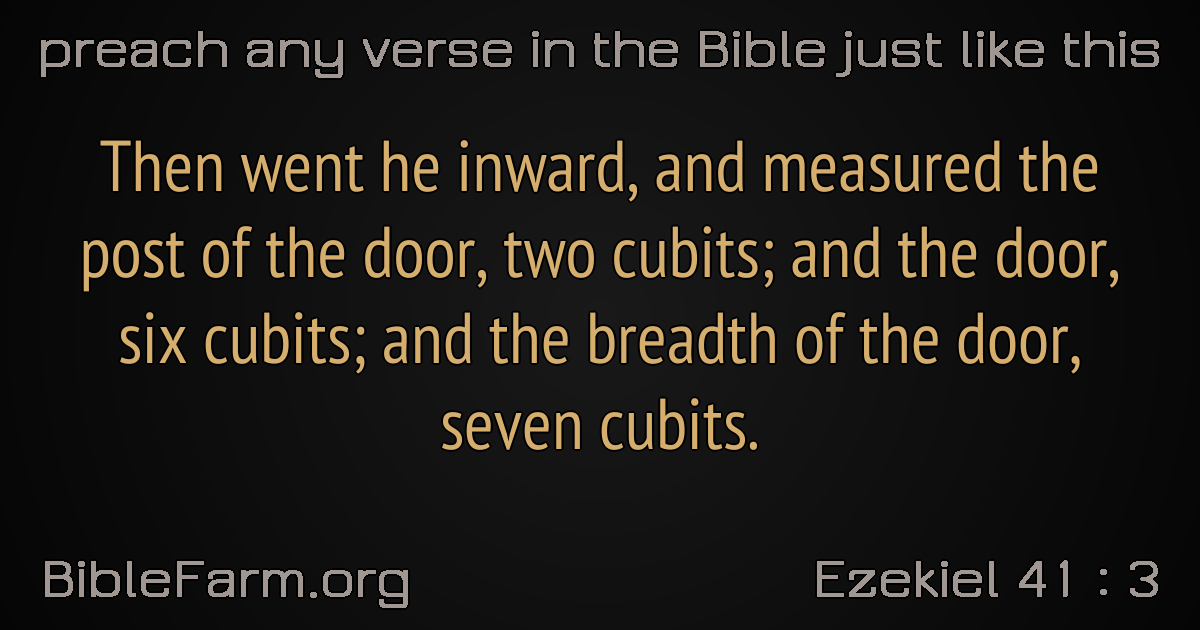 preach any verse in the Bible just like this
Then went he inward, and measured the
post of the door, two cubits; and the door,
six cubits; and the breadth of the door,
seven cubits.
BibleFarm.org
Ezekiel 41 : 3